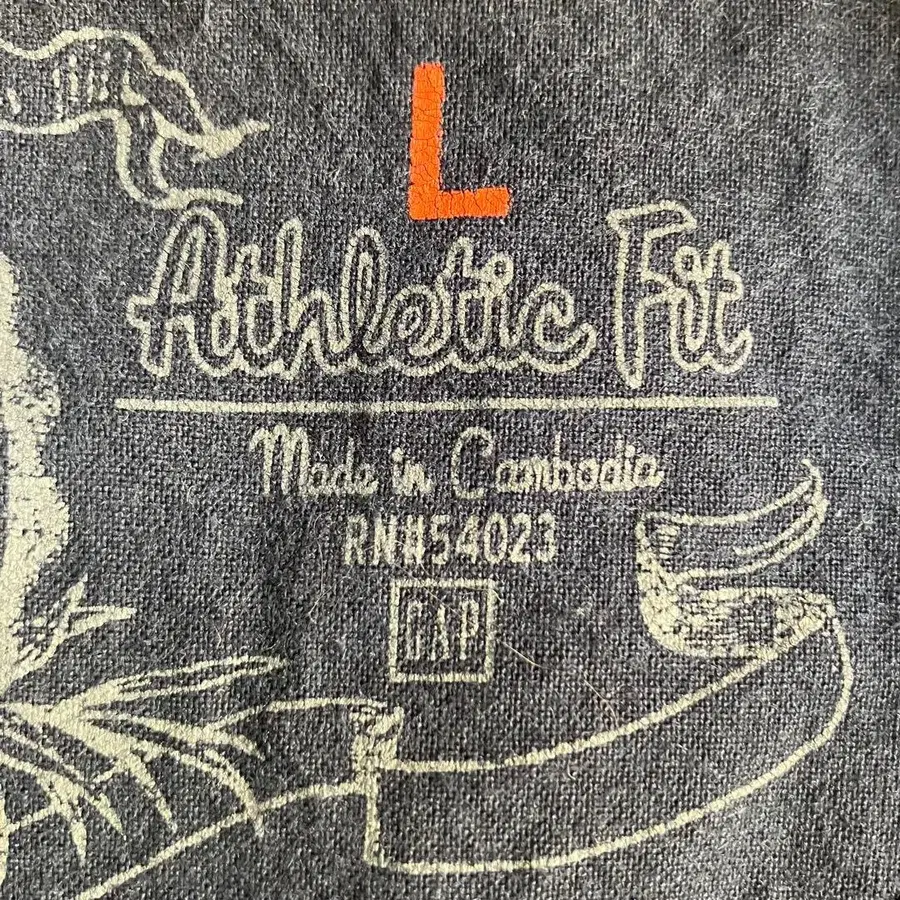 L
Athletic Fit
Made in Cambodia
RN#54023
GAP